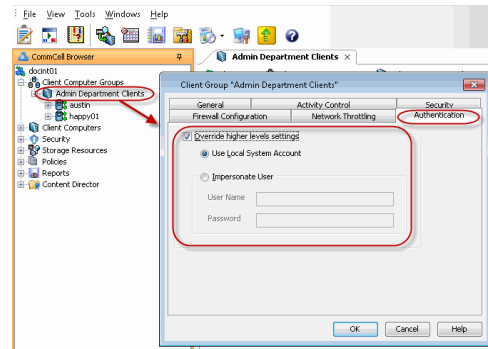 File View Tools Windows Help
CommCell Browser
Admin Department Clients
docint01
Client Computer Groups
Admin Department Clients
austin
happy01
Client Computers
Security
Storage Resources
Policies
Reports
Content Director
Client Group "Admin Department Clients"
General Activity Control Security
Firewall Configuration Network Throttling Authentication
Override higher levels settings
Use Local System Account
Impersonate User
User Name
Password
OK Cancel Help